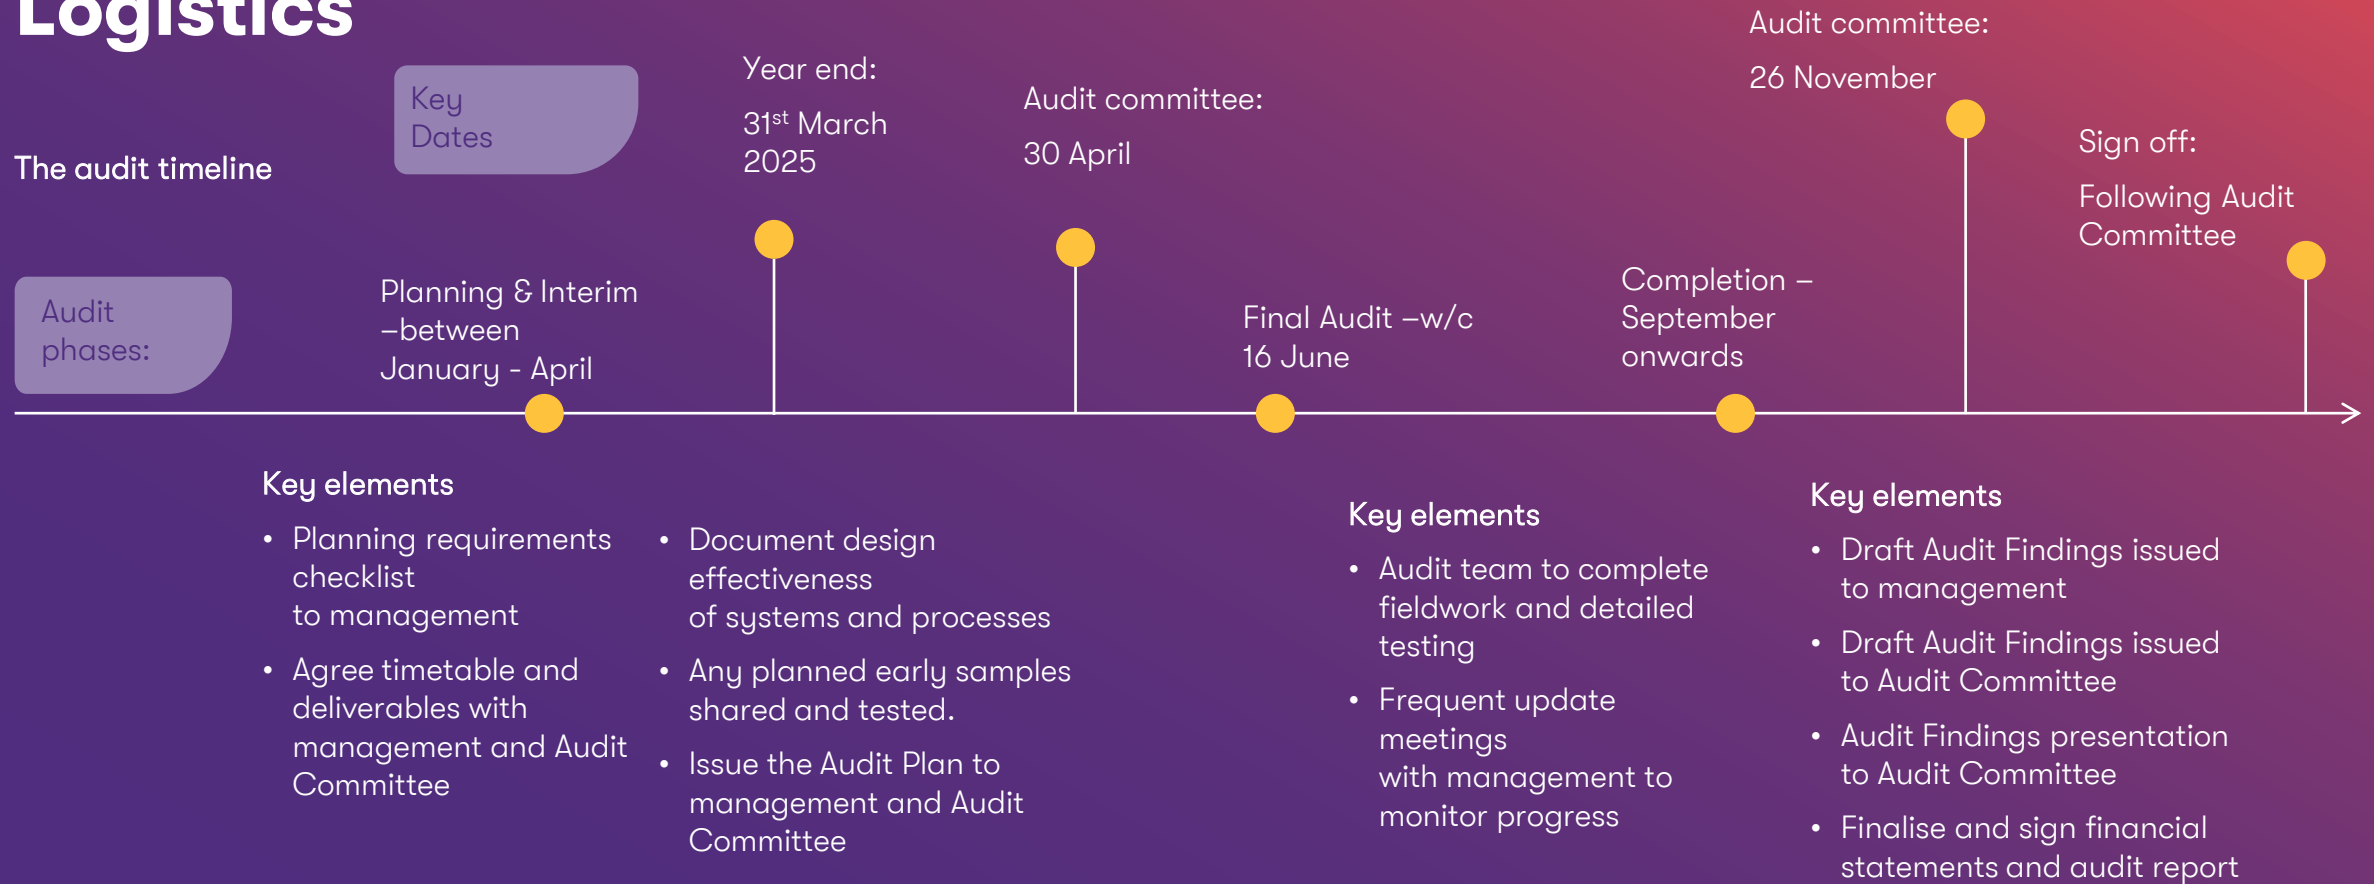 Logistics
The audit timeline
Key
Dates
Year end:
31st March
2025
Audit committee:
30 April
Audit committee:
26 November
Sign off:
Following Audit
Committee
Audit
phases:
Planning & Interim
–between
January - April
Final Audit –w/c
16 June
Completion –
September
onwards
Key elements
• Planning requirements
checklist
to management
• Agree timetable and
deliverables with
management and Audit
Committee
• Document design
effectiveness
of systems and processes
• Any planned early samples
shared and tested.
• Issue the Audit Plan to
management and Audit
Committee
Key elements
• Audit team to complete
fieldwork and detailed
testing
• Frequent update
meetings
with management to
monitor progress
Key elements
• Draft Audit Findings issued
to management
• Draft Audit Findings issued
to Audit Committee
• Audit Findings presentation
to Audit Committee
• Finalise and sign financial
statements and audit report